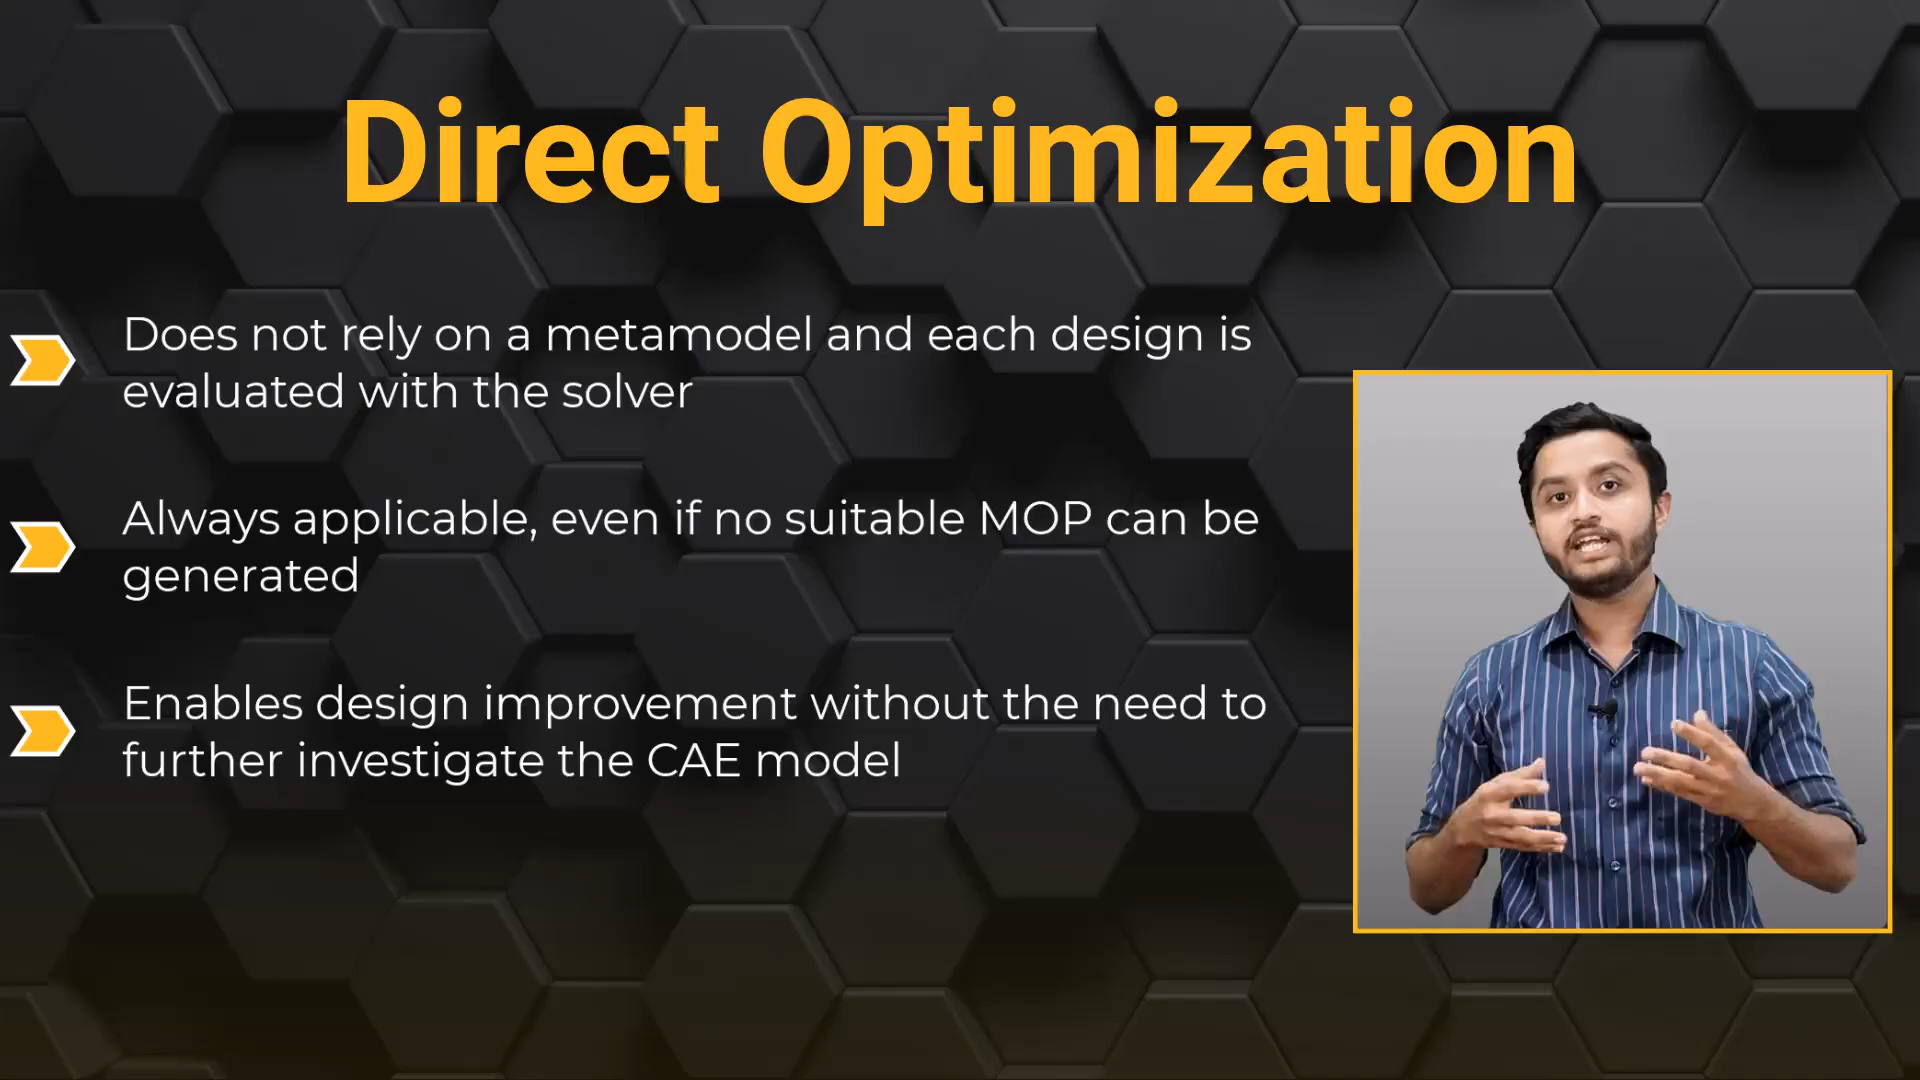 Direct Optimization
Does not rely on a metamodel and each design is
evaluated with the solver
Always applicable, even if no suitable MOP can be
generated
Enables design improvement without the need to
further investigate the CAE model